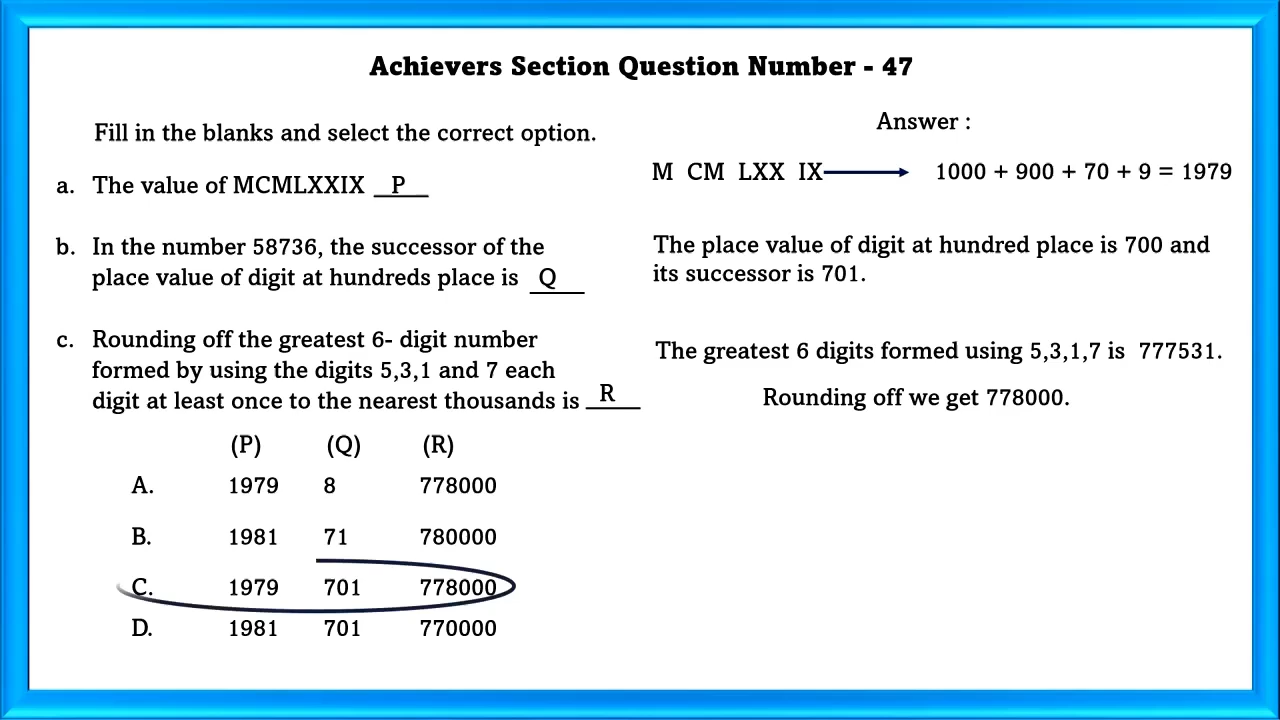 Achievers Section Question Number - 47
Fill in the blanks and select the correct option.
a. The value of MCMLXXIX __P__
b. In the number 58736, the successor of the
place value of digit at hundreds place is __Q__
c. Rounding off the greatest 6- digit number
formed by using the digits 5,3,1 and 7 each
digit at least once to the nearest thousands is __R__
(P) (Q) (R)
A. 1979 8 778000
B. 1981 71 780000
C. 1979 701 778000
D. 1981 701 770000
Answer :
M CM LXX IX 1000 + 900 + 70 + 9 = 1979
The place value of digit at hundred place is 700 and
its successor is 701.
The greatest 6 digits formed using 5,3,1,7 is 777531.
Rounding off we get 778000.